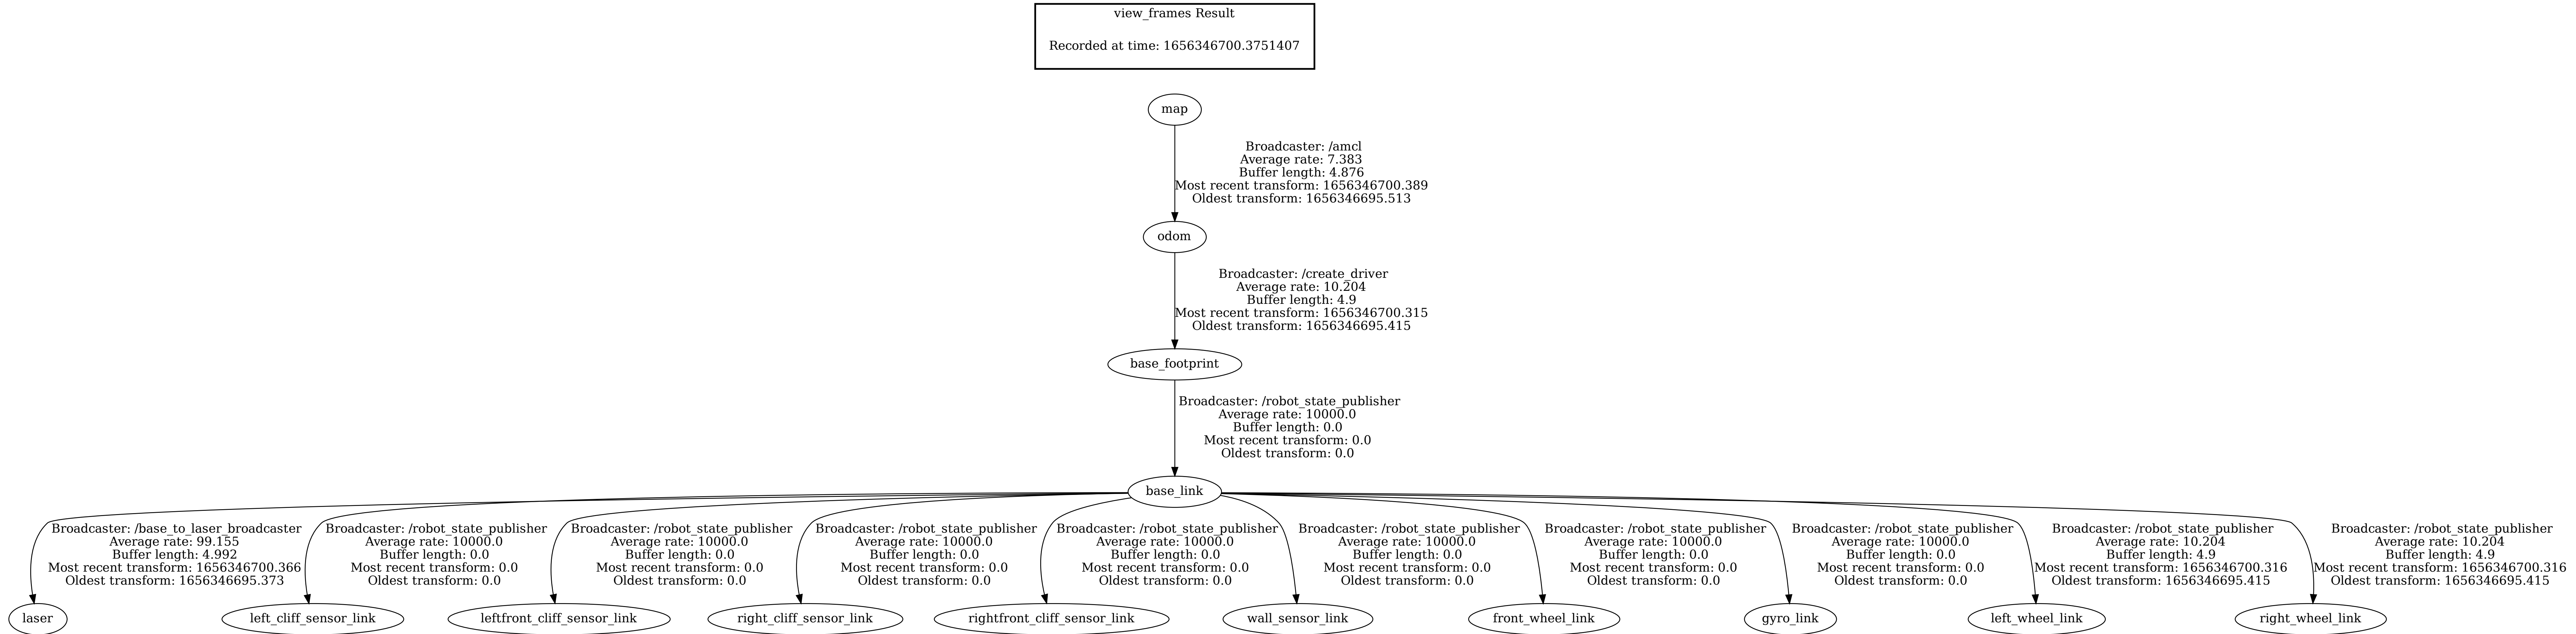 view_frames Result
Recorded at time: 1656346700.3751407
map
Broadcaster: /amcl
Average rate: 7.383
Buffer length: 4.876
Most recent transform: 1656346700.389
Oldest transform: 1656346695.513
odom
Broadcaster: /create_driver
Average rate: 10.204
Buffer length: 4.9
Most recent transform: 1656346700.315
Oldest transform: 1656346695.415
base_footprint
Broadcaster: /robot_state_publisher
Average rate: 10000.0
Buffer length: 0.0
Most recent transform: 0.0
Oldest transform: 0.0
base_link
Broadcaster: /base_to_laser_broadcaster
Average rate: 99.155
Buffer length: 4.992
Most recent transform: 1656346700.366
Oldest transform: 1656346695.373
laser
Broadcaster: /robot_state_publisher
Average rate: 10000.0
Buffer length: 0.0
Most recent transform: 0.0
Oldest transform: 0.0
left_cliff_sensor_link
Broadcaster: /robot_state_publisher
Average rate: 10000.0
Buffer length: 0.0
Most recent transform: 0.0
Oldest transform: 0.0
leftfront_cliff_sensor_link
Broadcaster: /robot_state_publisher
Average rate: 10000.0
Buffer length: 0.0
Most recent transform: 0.0
Oldest transform: 0.0
right_cliff_sensor_link
Broadcaster: /robot_state_publisher
Average rate: 10000.0
Buffer length: 0.0
Most recent transform: 0.0
Oldest transform: 0.0
rightfront_cliff_sensor_link
Broadcaster: /robot_state_publisher
Average rate: 10000.0
Buffer length: 0.0
Most recent transform: 0.0
Oldest transform: 0.0
wall_sensor_link
Broadcaster: /robot_state_publisher
Average rate: 10000.0
Buffer length: 0.0
Most recent transform: 0.0
Oldest transform: 0.0
front_wheel_link
Broadcaster: /robot_state_publisher
Average rate: 10000.0
Buffer length: 0.0
Most recent transform: 0.0
Oldest transform: 0.0
gyro_link
Broadcaster: /robot_state_publisher
Average rate: 10.204
Buffer length: 4.9
Most recent transform: 1656346700.316
Oldest transform: 1656346695.415
left_wheel_link
Broadcaster: /robot_state_publisher
Average rate: 10.204
Buffer length: 4.9
Most recent transform: 1656346700.316
Oldest transform: 1656346695.415
right_wheel_link